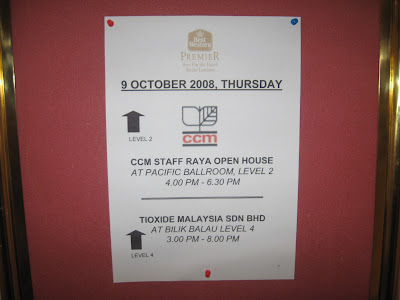 Best
Western
PREMIER
9 OCTOBER 2008, THURSDAY
LEVEL 2
ccm
CCM STAFF RAYA OPEN HOUSE
AT PACIFIC BALLROOM, LEVEL 2
4.00 PM - 6.30 PM
TIOXIDE MALAYSIA SDN BHD
AT BILIK BALAU LEVEL 4
3.00 PM - 8.00 PM
LEVEL 4